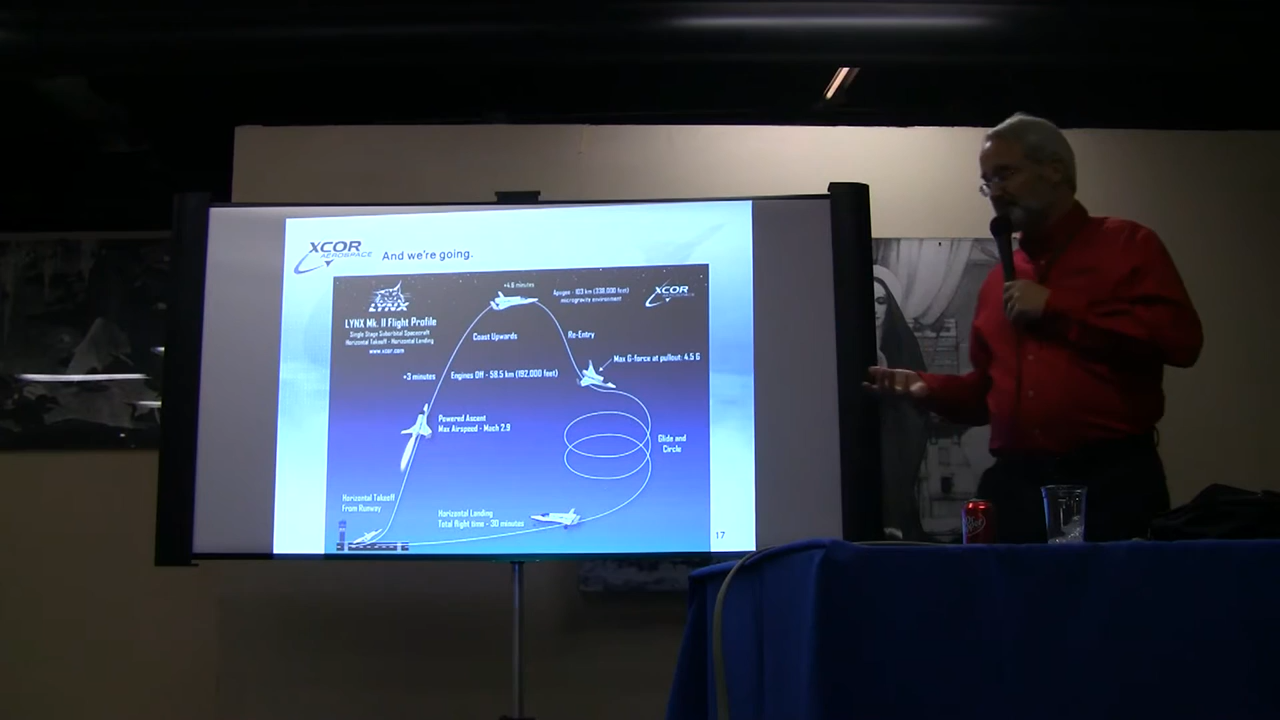 XCOR
AEROSPACE
And we're going.
LYNX
LYNX Mk. II Flight Profile
Single Stage Suborbital Spacecraft
Horizontal Takeoff - Horizontal Landing
www.xcor.com
+4.6 minutes
Apogee - 103 km (338,000 feet)
microgravity environment
XCOR
AEROSPACE
Coast Upwards
Re-Entry
Max G-force at pullout: 4.5 G
+3 minutes
Engines Off - 58.5 km (192,000 feet)
Powered Ascent
Max Airspeed - Mach 2.9
Glide and
Circle
Horizontal Takeoff
From Runway
Horizontal Landing
Total flight time - 30 minutes
17